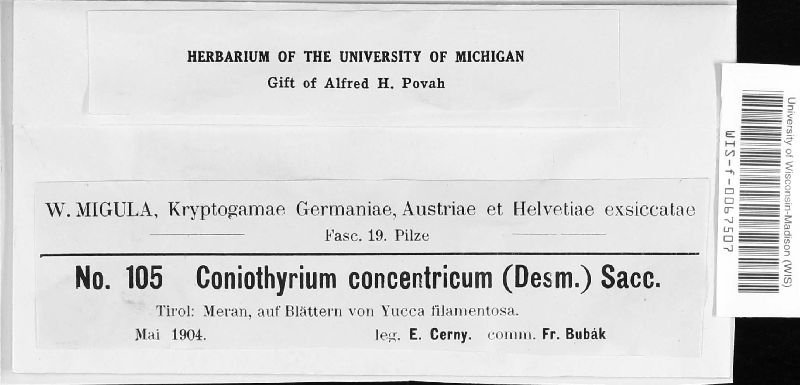 HERBARIUM OF THE UNIVERSITY OF MICHIGAN
Gift of Alfred H. Povah
W. MIGULA, Kryptogamae Germaniae, Austriae et Helvetiae exsiccatae
Fasc. 19. Pilze
No. 105 Coniothyrium concentricum (Desm.) Sacc.
Tirol: Meran, auf Blättern von Yucca filamentosa.
Mai 1904. leg. E. Cerny. comm. Fr. Bubák
University of Wisconsin-Madison (WIS)
WIS-f-0097507